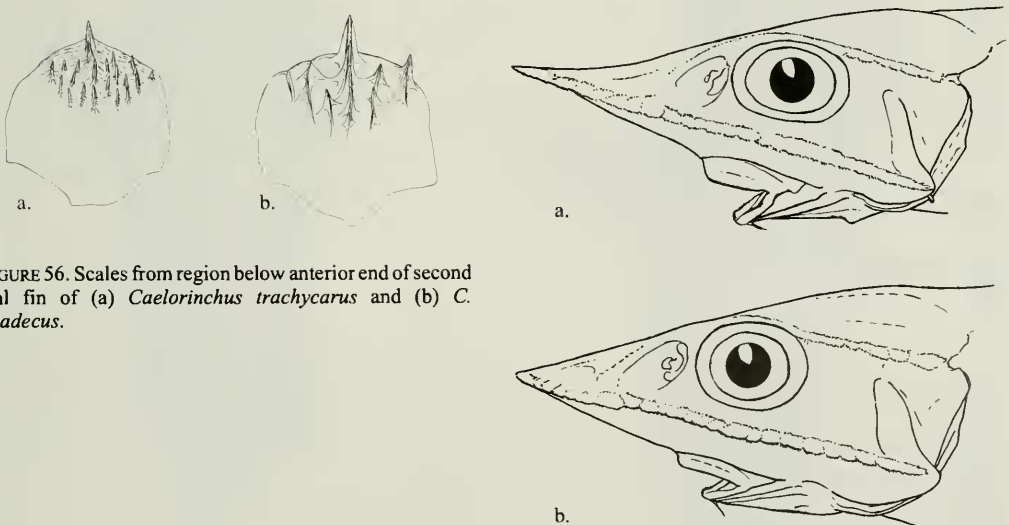 a.
b.
GURE 56. Scales from region below anterior end of second
al fin of (a) Caelorinchus trachycarus and (b) C.
adecus.
a.
b.